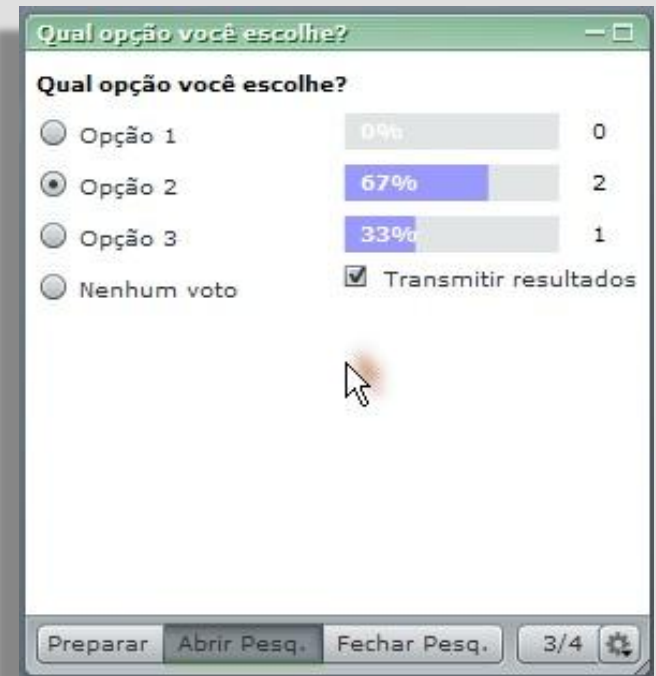 Qual opção você escolhe?
Qual opção você escolhe?
Opção 1 0% 0
Opção 2 67% 2
Opção 3 33% 1
Nenhum voto Transmitir resultados
Preparar Abrir Pesq. Fechar Pesq. 3/4